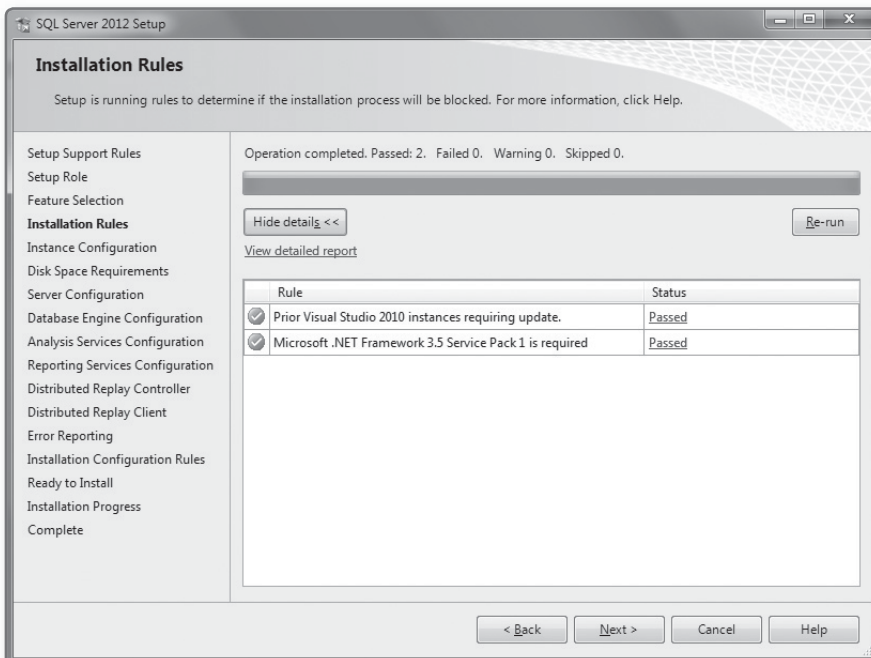 SQL Server 2012 Setup
Installation Rules
Setup is running rules to determine if the installation process will be blocked. For more information, click Help.
Setup Support Rules
Setup Role
Feature Selection
Installation Rules
Instance Configuration
Disk Space Requirements
Server Configuration
Database Engine Configuration
Analysis Services Configuration
Reporting Services Configuration
Distributed Replay Controller
Distributed Replay Client
Error Reporting
Installation Configuration Rules
Ready to Install
Installation Progress
Complete
Operation completed. Passed: 2. Failed 0. Warning 0. Skipped 0.
Hide details << Re-run
View detailed report
Rule Status
Prior Visual Studio 2010 instances requiring update. Passed
Microsoft .NET Framework 3.5 Service Pack 1 is required Passed
< Back Next > Cancel Help